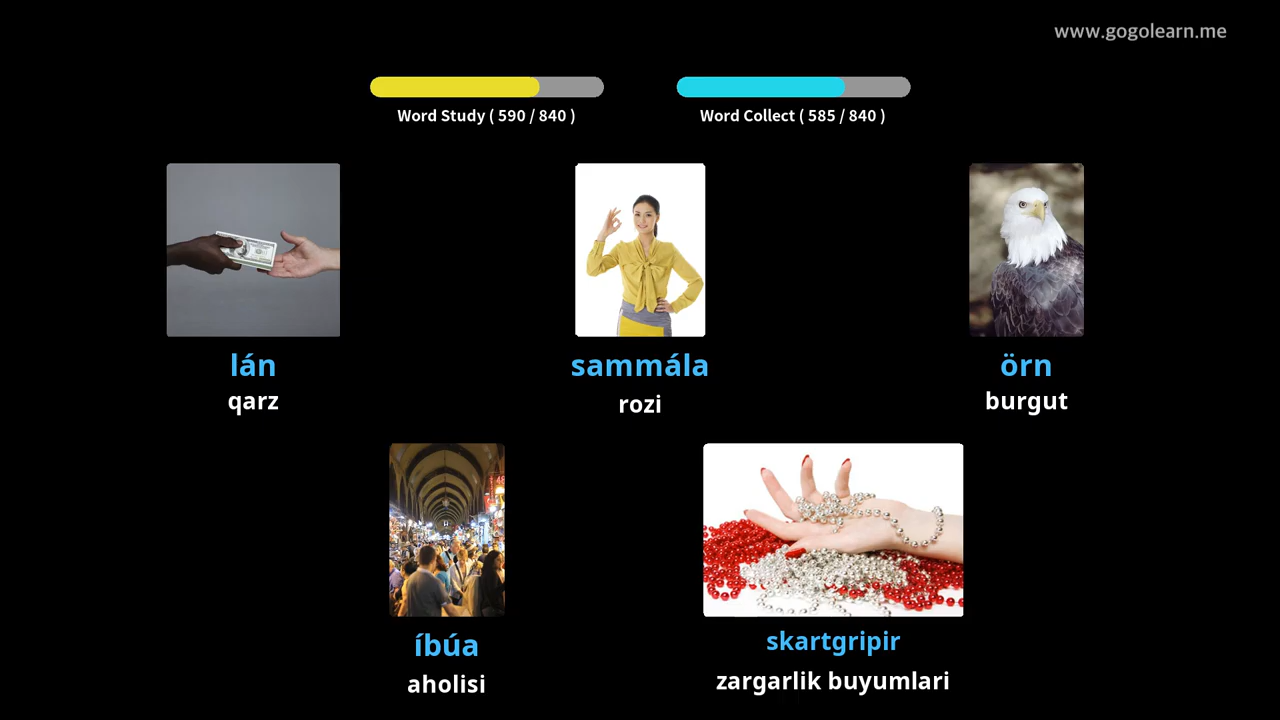 www.gogolearn.me
Word Study ( 590 / 840 )
Word Collect ( 585 / 840 )
lán
qarz
sammála
rozi
örn
burgut
íbúa
aholisi
skartgripir
zargarlik buyumlari